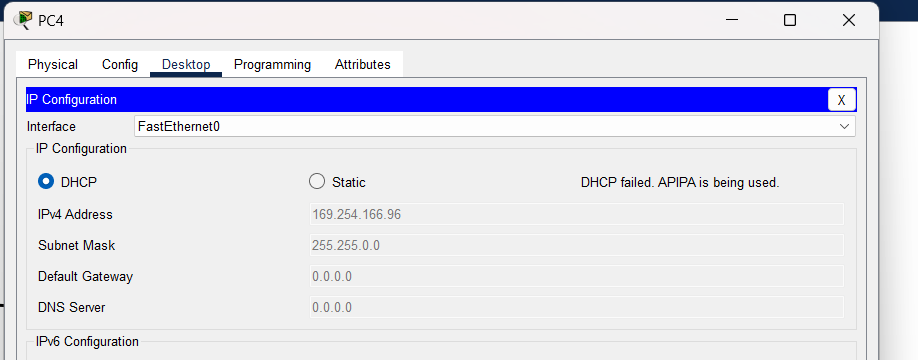 PC4
Physical Config Desktop Programming Attributes
IP Configuration X
Interface FastEthernet0
IP Configuration
DHCP Static DHCP failed. APIPA is being used.
IPv4 Address 169.254.166.96
Subnet Mask 255.255.0.0
Default Gateway 0.0.0.0
DNS Server 0.0.0.0
IPv6 Configuration